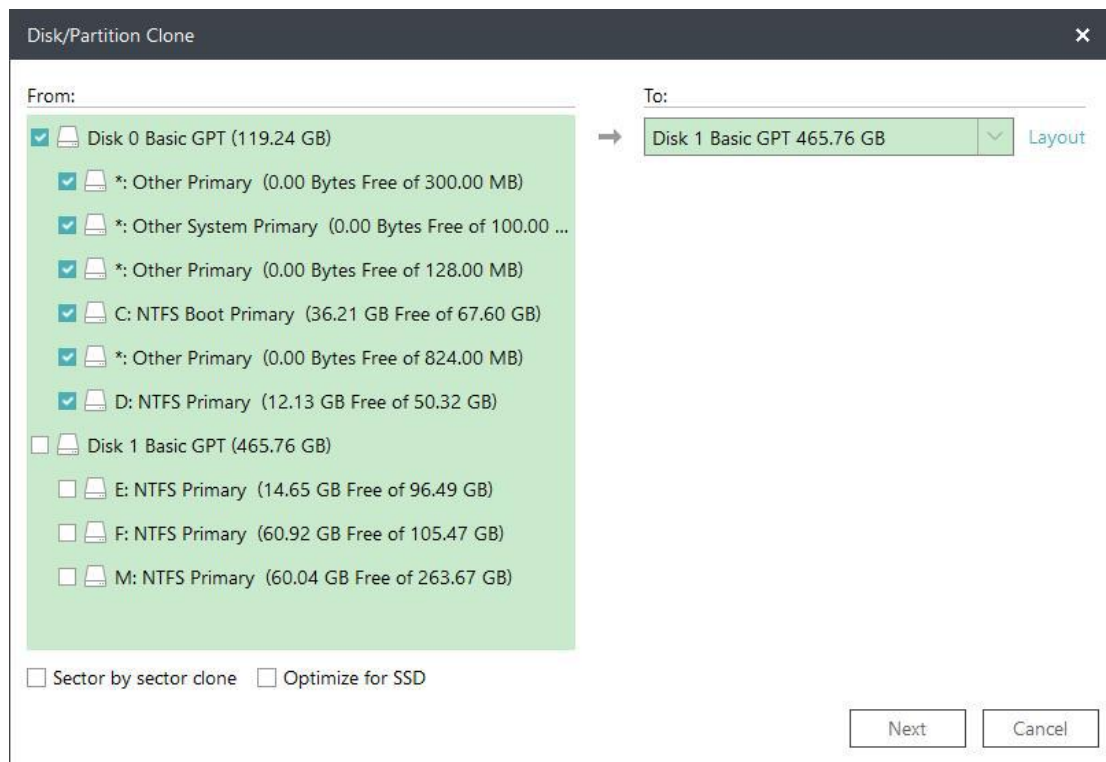 Disk/Partition Clone
From:
To:
Disk 0 Basic GPT (119.24 GB)
Disk 1 Basic GPT 465.76 GB
Layout
*: Other Primary (0.00 Bytes Free of 300.00 MB)
*: Other System Primary (0.00 Bytes Free of 100.00 ...
*: Other Primary (0.00 Bytes Free of 128.00 MB)
C: NTFS Boot Primary (36.21 GB Free of 67.60 GB)
*: Other Primary (0.00 Bytes Free of 824.00 MB)
D: NTFS Primary (12.13 GB Free of 50.32 GB)
Disk 1 Basic GPT (465.76 GB)
E: NTFS Primary (14.65 GB Free of 96.49 GB)
F: NTFS Primary (60.92 GB Free of 105.47 GB)
M: NTFS Primary (60.04 GB Free of 263.67 GB)
Sector by sector clone
Optimize for SSD
Next
Cancel